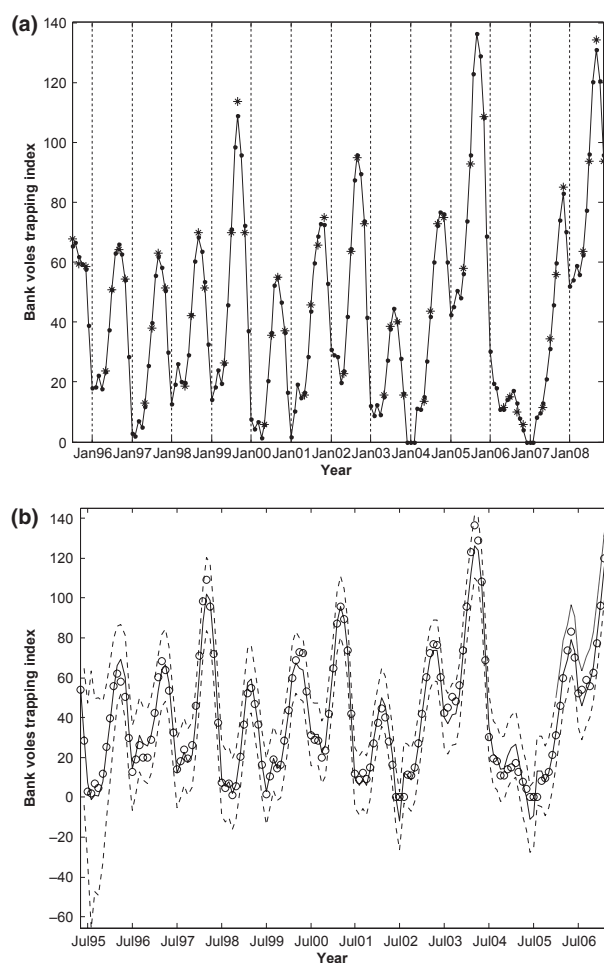 (a)
140
120
100
80
60
40
20
0
Bank voles trapping index
Jan96 Jan97 Jan98 Jan99 Jan00 Jan01 Jan02 Jan03 Jan04 Jan05 Jan06 Jan07 Jan08
Year
(b)
140
120
100
80
60
40
20
0
−20
−40
−60
Bank voles trapping index
Jul95 Jul96 Jul97 Jul98 Jul99 Jul00 Jul01 Jul02 Jul03 Jul04 Jul05 Jul06
Year